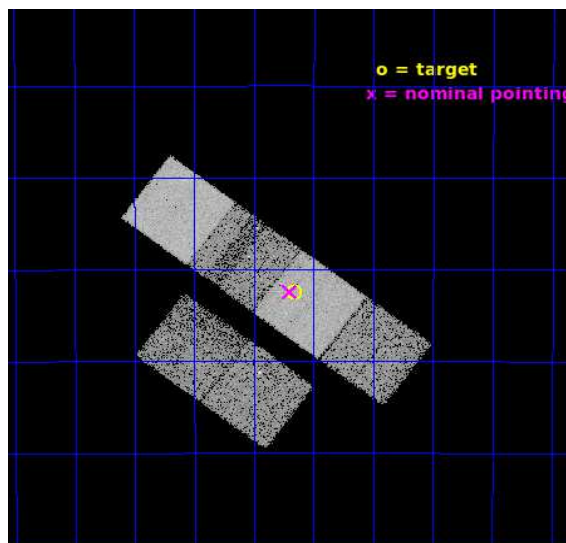 o = target
x = nominal pointing